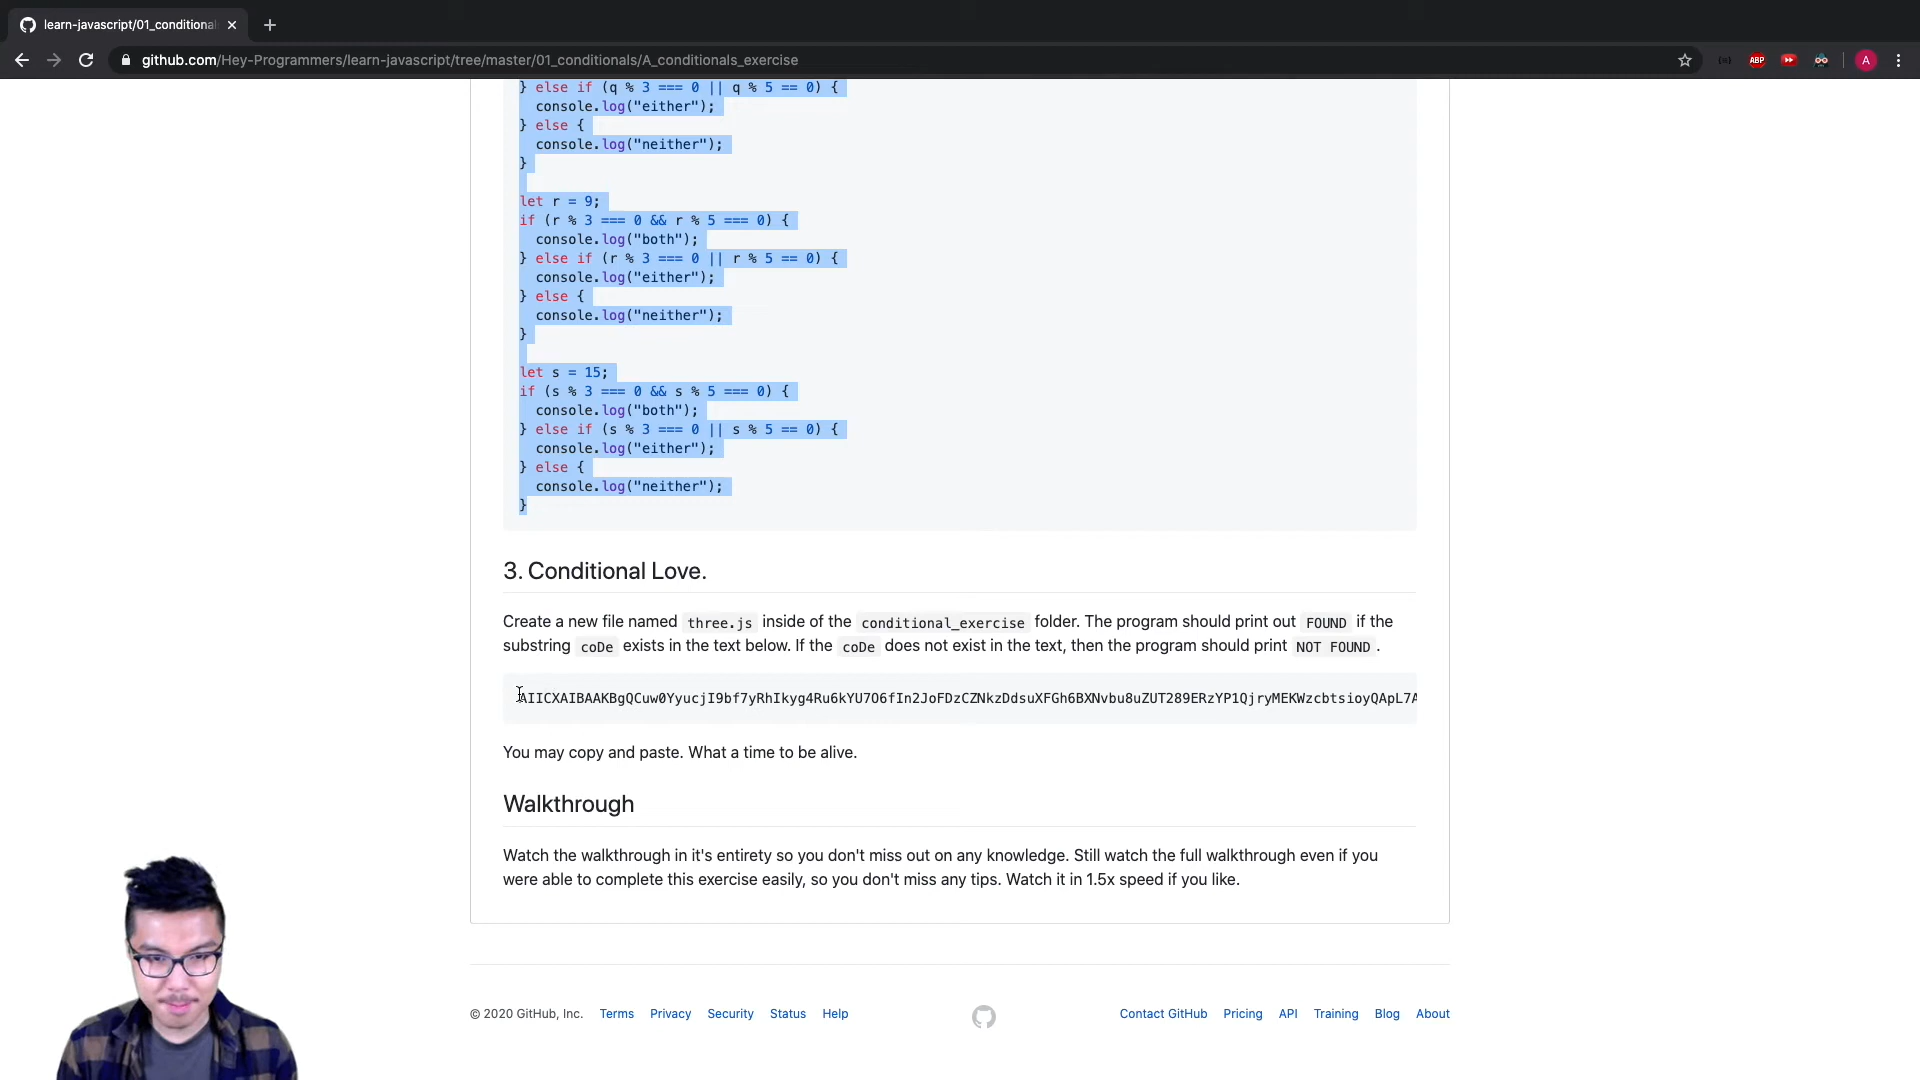 learn-javascript/01_conditional
github.com/Hey-Programmers/learn-javascript/tree/master/01_conditionals/A_conditionals_exercise
ABP
A
} else if (q % 3 === 0 || q % 5 == 0) {
console.log("either");
} else {
console.log("neither");
}
let r = 9;
if (r % 3 === 0 && r % 5 === 0) {
console.log("both");
} else if (r % 3 === 0 || r % 5 == 0) {
console.log("either");
} else {
console.log("neither");
}
let s = 15;
if (s % 3 === 0 && s % 5 === 0) {
console.log("both");
} else if (s % 3 === 0 || s % 5 == 0) {
console.log("either");
} else {
console.log("neither");
}
3. Conditional Love.
Create a new file named three.js inside of the conditional_exercise folder. The program should print out FOUND if the
substring coDe exists in the text below. If the coDe does not exist in the text, then the program should print NOT FOUND .
AIICXAIBAAKBgQCuw0YyucjI9bf7yRhIkyg4Ru6kYU7O6fIn2JoFDzCZNkzDdsuXFGh6BXNvbu8uZUT289ERzYP1QjryMEKWzcbtsioyQApL7A
You may copy and paste. What a time to be alive.
Walkthrough
Watch the walkthrough in it's entirety so you don't miss out on any knowledge. Still watch the full walkthrough even if you
were able to complete this exercise easily, so you don't miss any tips. Watch it in 1.5x speed if you like.
© 2020 GitHub, Inc. Terms Privacy Security Status Help Contact GitHub Pricing API Training Blog About